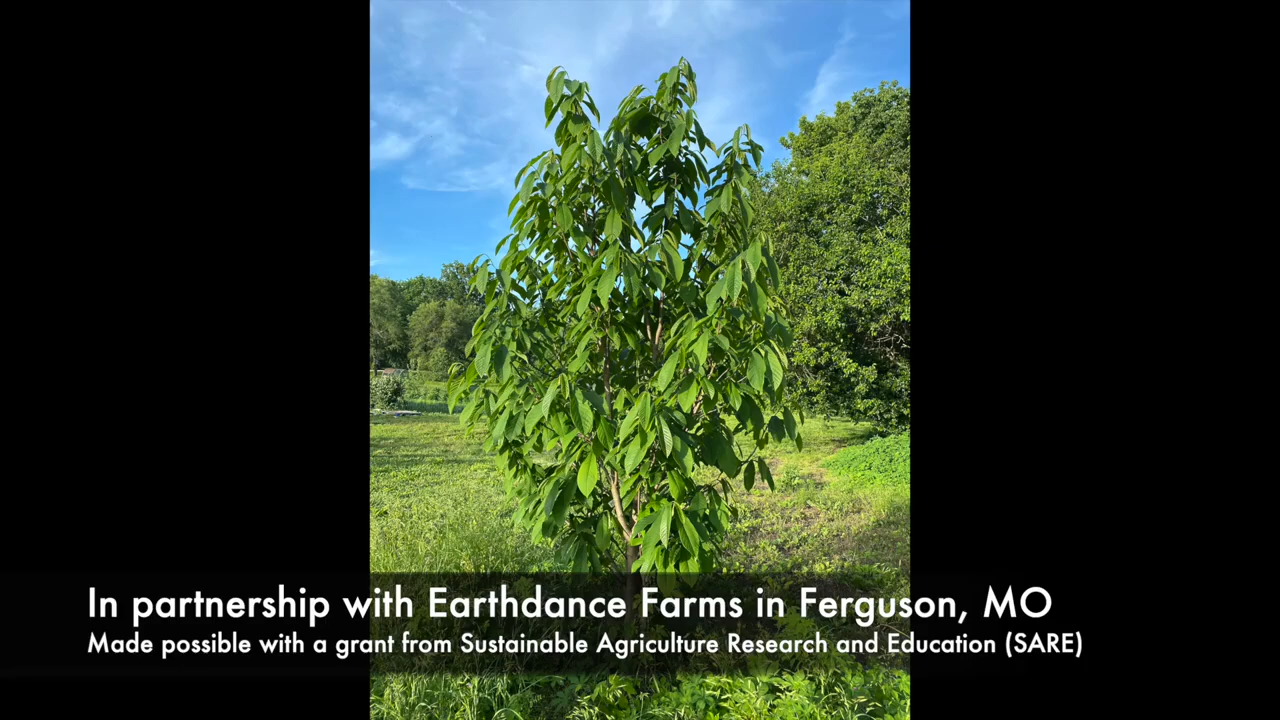 In partnership with Earthdance Farms in Ferguson, MO
Made possible with a grant from Sustainable Agriculture Research and Education (SARE)